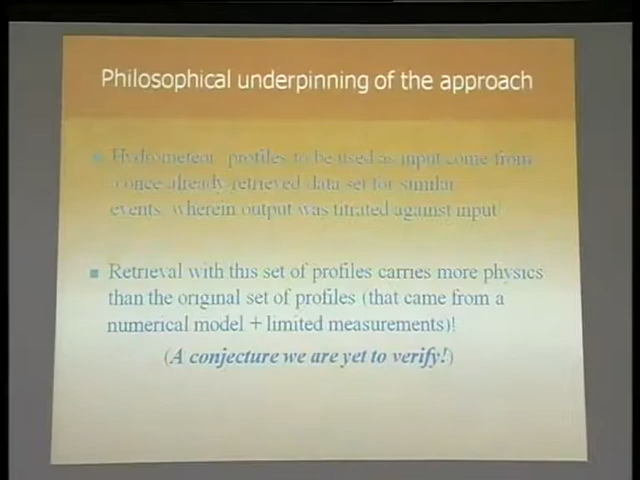 Philosophical underpinning of the approach
Hydrometeor profiles to be used as input come from
a once already retrieved data set for similar
events, wherein output was titrated against input!
Retrieval with this set of profiles carries more physics
than the original set of profiles (that came from a
numerical model + limited measurements)!
(A conjecture we are yet to verify!)